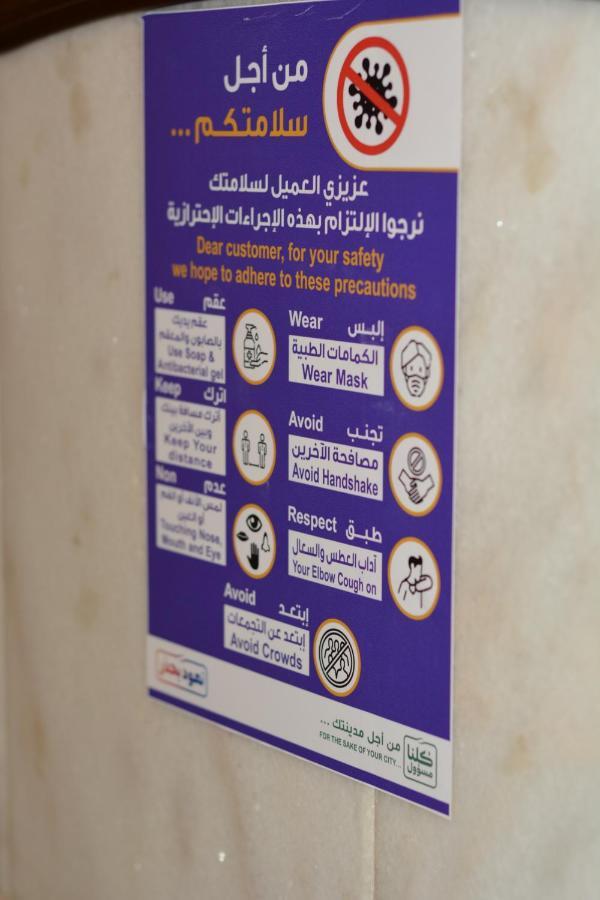 من أجل
سلامتكم ...
عزيزي العميل لسلامتك
نرجوا الإلتزام بهذه الإجراءات الإحترازية
Dear customer, for your safety
we hope to adhere to these precautions
Wear إلبس
الكمامات الطبية
Wear Mask
Use عقم
عقم يديك
بالصابون والمعقم
Use Soap &
Antibacterial gel
Avoid تجنب
مصافحة الآخرين
Avoid Handshake
Keep اترك
أترك مسافة بينك
وبين الآخرين
Keep Your
distance
Respect طبق
آداب العطس والسعال
Your Elbow Cough on
Non عدم
لمس الأنف أو الفم
أو العين
Touching Nose,
Mouth and Eye
Avoid إبتعد
إبتعد عن التجمعات
Avoid Crowds
نعود بحذر
من أجل مدينتك ...
FOR THE SAKE OF YOUR CITY...
كلنا
مسؤول